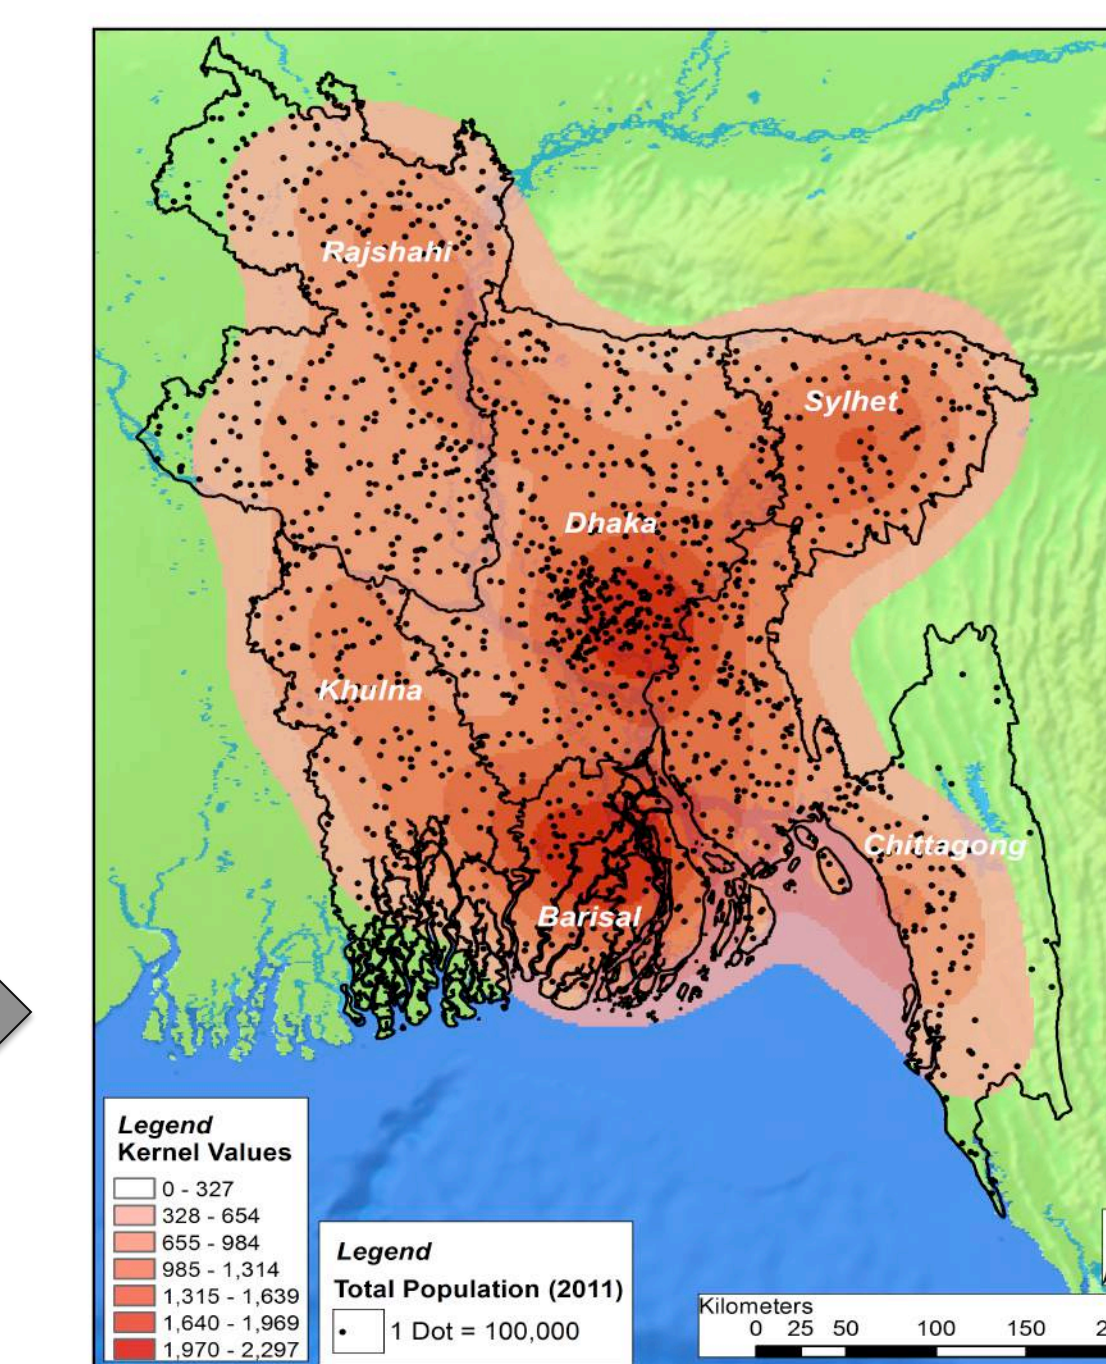 Rajshahi
Sylhet
Dhaka
Khulna
Chittagong
Barisal
Legend
Kernel Values
0 - 327
328 - 654
655 - 984
985 - 1,314
1,315 - 1,639
1,640 - 1,969
1,970 - 2,297
Legend
Total Population (2011)
1 Dot = 100,000
Kilometers
0 25 50 100 150